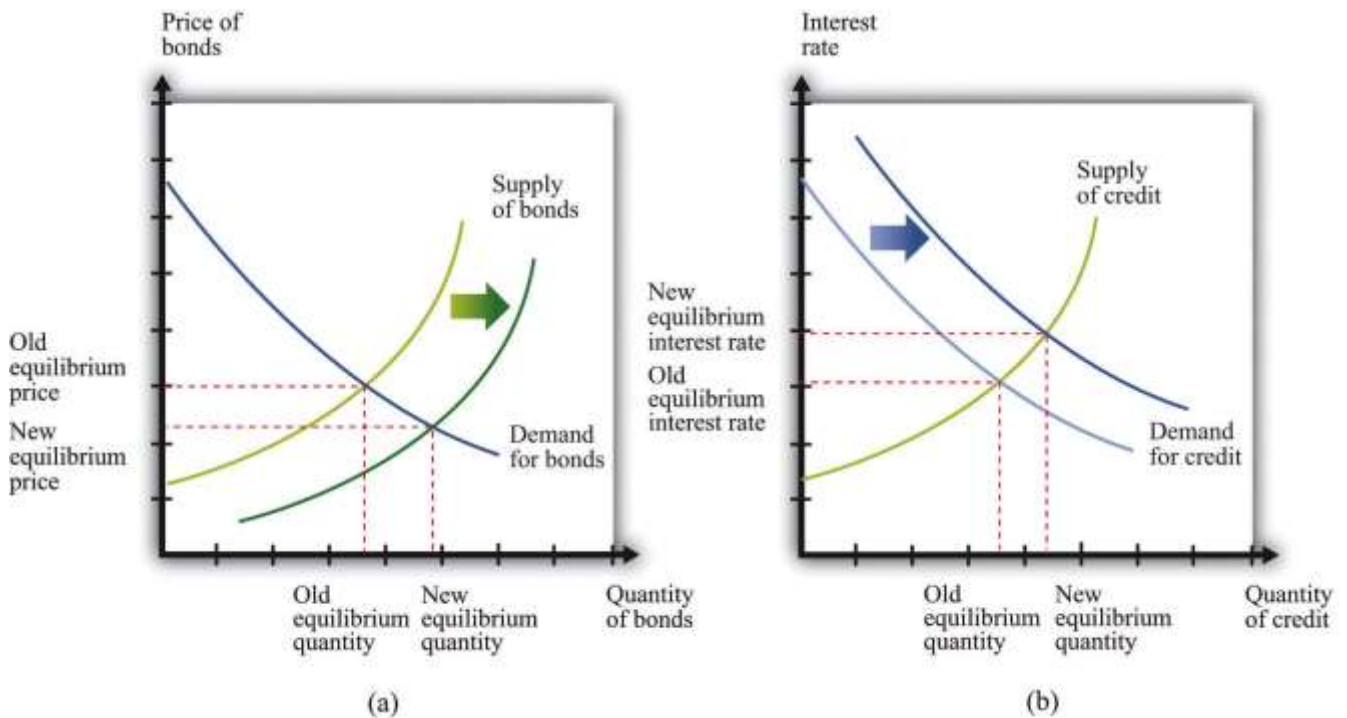 Price of
bonds
Supply
of bonds
Old
equilibrium
price
New
equilibrium
price
Demand
for bonds
Old
equilibrium
quantity
New
equilibrium
quantity
Quantity
of bonds
(a)
Interest
rate
Supply
of credit
New
equilibrium
interest rate
Old
equilibrium
interest rate
Demand
for credit
Old
equilibrium
quantity
New
equilibrium
quantity
Quantity
of credit
(b)